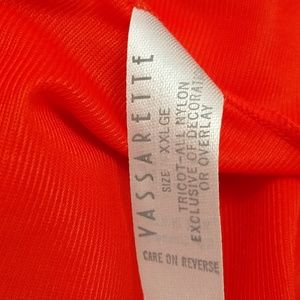 VASSARETTE
SIZE XXLGE
TRICOT-ALL NYLON
EXCLUSIVE OF DECORATI
OR OVERLAY
CARE ON REVERSE